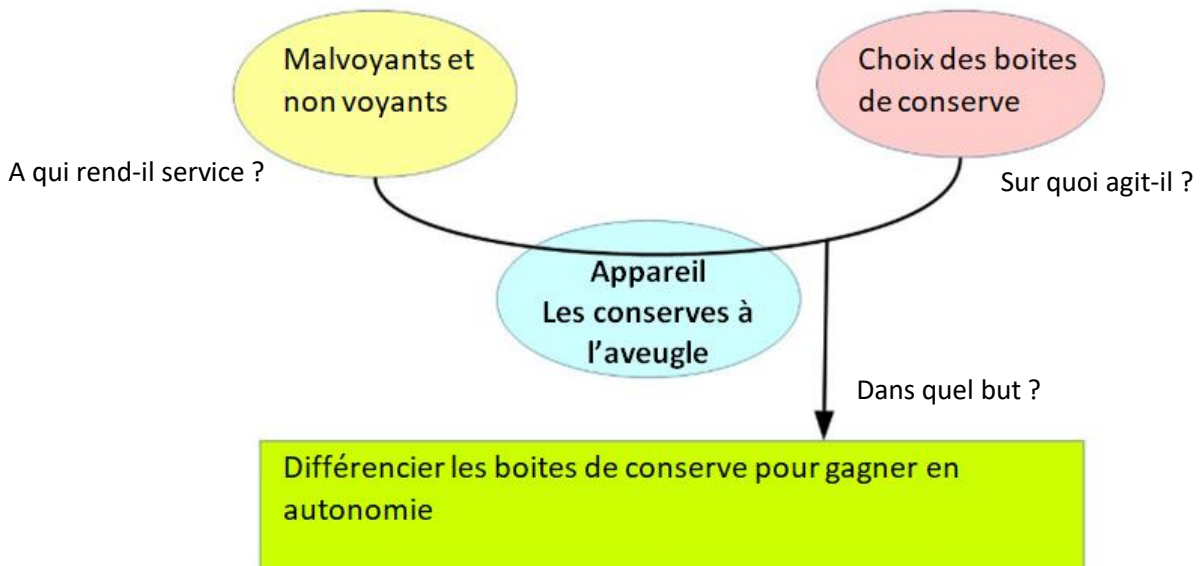 Malvoyants et
non voyants
Choix des boites
de conserve
A qui rend-il service ?
Sur quoi agit-il ?
Appareil
Les conserves à
l'aveugle
Dans quel but ?
Différencier les boites de conserve pour gagner en
autonomie